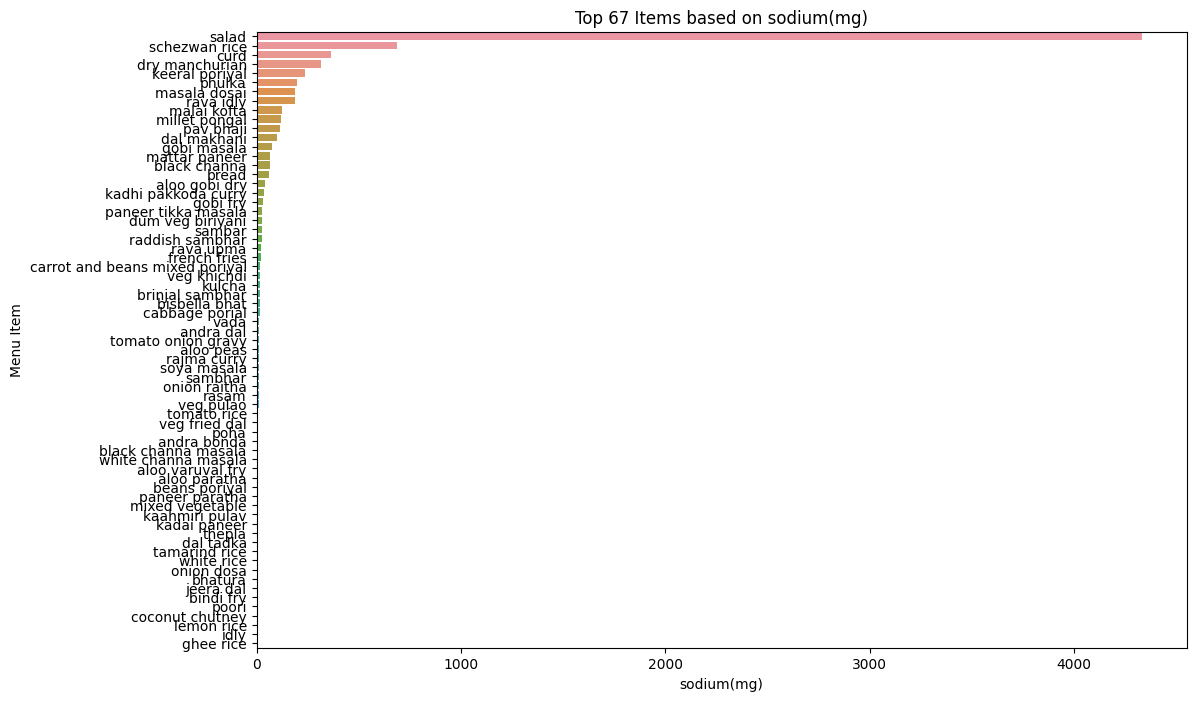 Top 67 Items based on sodium(mg)
salad
schezwan rice
curd
dry manchurian
keeral poriyal
phulka
masala dosai
rava idly
malai kofta
millet pongal
pav bhaji
dal makhani
gobi masala
mattar paneer
black channa
bread
aloo gobi dry
kadhi pakkoda curry
gobi fry
paneer tikka masala
dum veg biriyani
sambar
raddish sambhar
rava upma
french fries
carrot and beans mixed poriyal
veg khichdi
kulcha
brinjal sambhar
bisbella bhat
cabbage porial
vada
andra dal
tomato onion gravy
aloo peas
rajma curry
soya masala
sambhar
onion raitha
rasam
veg pulao
tomato rice
veg fried dal
poha
andra bonda
black channa masala
white channa masala
aloo varuval fry
aloo paratha
beans poriyal
paneer paratha
mixed vegetable
kaahmiri pulav
kadai paneer
thepla
dal tadka
tamarind rice
white rice
onion dosa
bhatura
jeera dal
bindi fry
poori
coconut chutney
lemon rice
idly
ghee rice
Menu Item
0 1000 2000 3000 4000
sodium(mg)